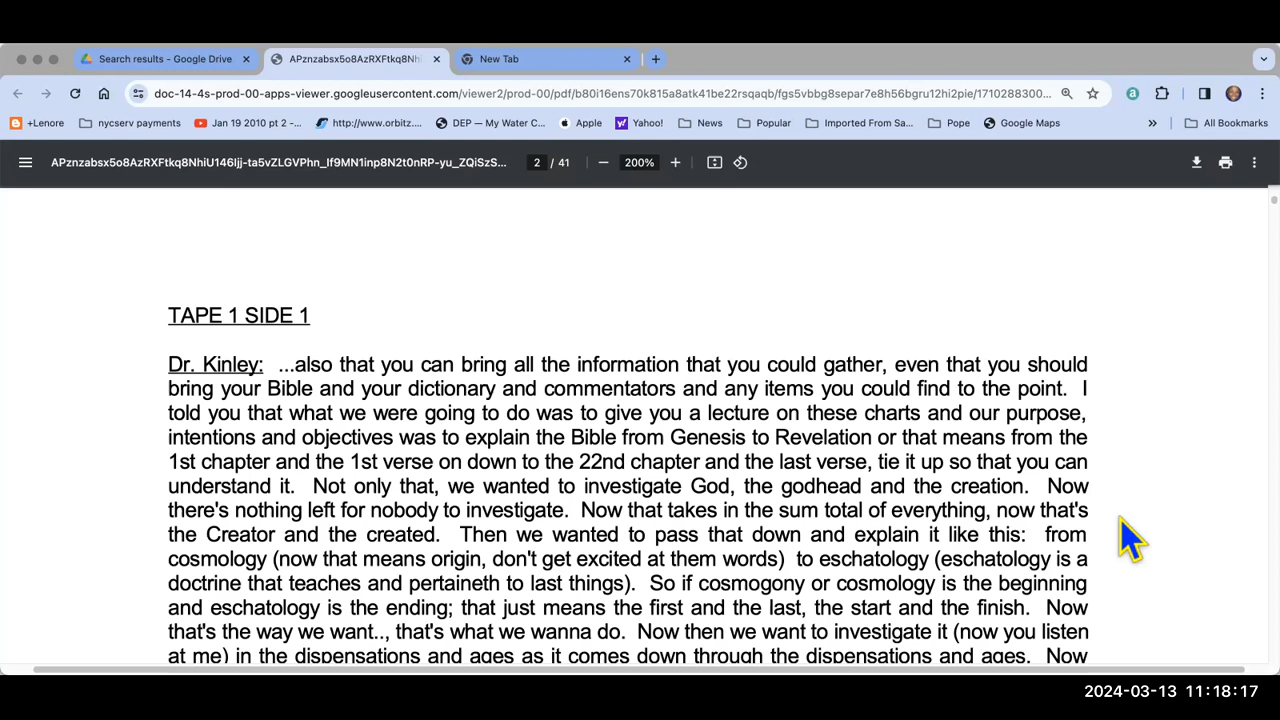 Search results - Google Drive
APznzabsx5o8AzRXFtkq8Nhi
New Tab
doc-14-4s-prod-00-apps-viewer.googleusercontent.com/viewer2/prod-00/pdf/b80i16ens70k815a8atk41be22rsqaqb/fgs5vbbg8separ7e8h56bgru12hi2pie/1710288300...
+Lenore
nycserv payments
Jan 19 2010 pt 2 -...
http://www.orbitz....
DEP — My Water C...
Apple
Yahoo!
News
Popular
Imported From Sa...
Pope
Google Maps
All Bookmarks
APznzabsx5o8AzRXFtkq8NhiU146Ijj-ta5vZLGVPhn_If9MN1inp8N2t0nRP-yu_ZQiSzS...
2 / 41
200%
TAPE 1 SIDE 1
Dr. Kinley: ...also that you can bring all the information that you could gather, even that you should
bring your Bible and your dictionary and commentators and any items you could find to the point. I
told you that what we were going to do was to give you a lecture on these charts and our purpose,
intentions and objectives was to explain the Bible from Genesis to Revelation or that means from the
1st chapter and the 1st verse on down to the 22nd chapter and the last verse, tie it up so that you can
understand it. Not only that, we wanted to investigate God, the godhead and the creation. Now
there's nothing left for nobody to investigate. Now that takes in the sum total of everything, now that's
the Creator and the created. Then we wanted to pass that down and explain it like this: from
cosmology (now that means origin, don't get excited at them words) to eschatology (eschatology is a
doctrine that teaches and pertaineth to last things). So if cosmogony or cosmology is the beginning
and eschatology is the ending; that just means the first and the last, the start and the finish. Now
that's the way we want.., that's what we wanna do. Now then we want to investigate it (now you listen
at me) in the dispensations and ages as it comes down through the dispensations and ages. Now
2024-03-13 11:18:17